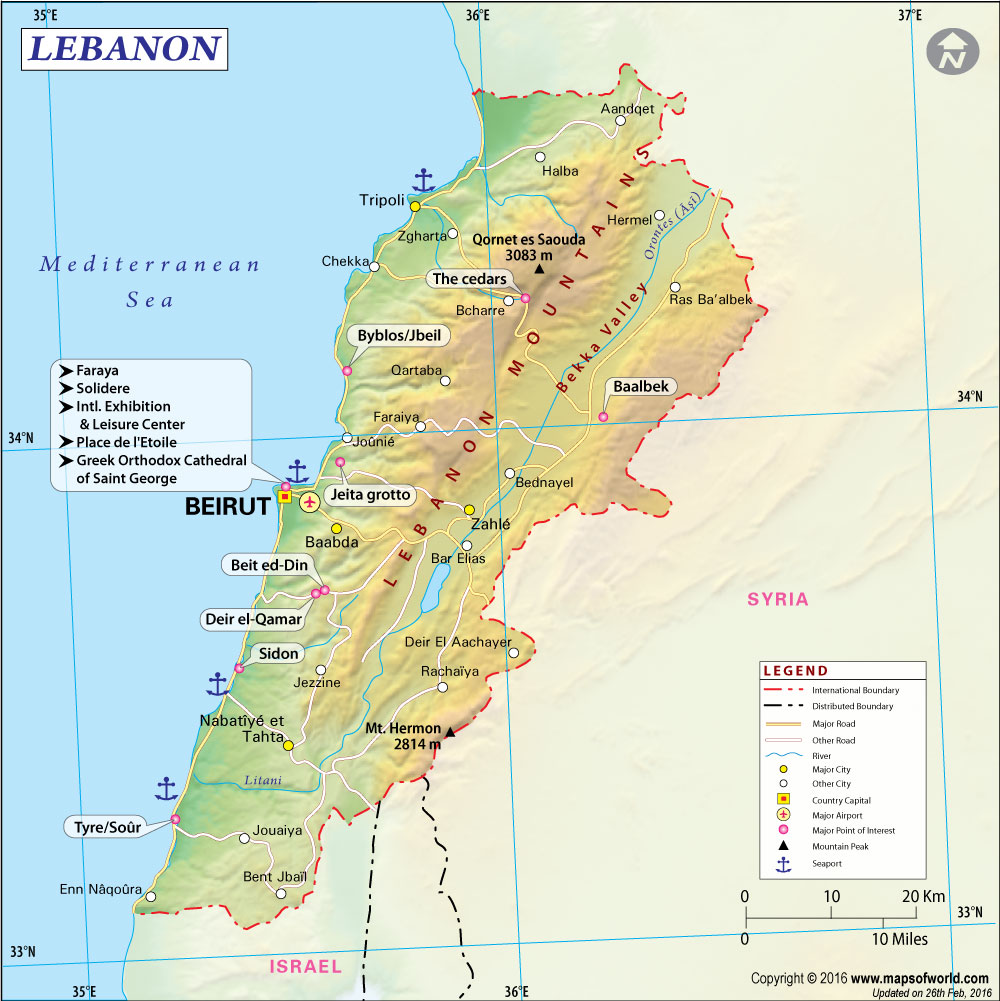 35°E
36°E
37°E
LEBANON
N
Aandqet
Halba
Tripoli
Hermel
Orontes (Āşi)
Zgharta
Qornet es Saouda
3083 m
Mediterranean
Sea
Chekka
The cedars
Bcharre
Ras Ba'albek
LEBANON MOUNTAINS
Bekka Valley
Byblos/Jbeil
Qartaba
Baalbek
Faraya
Solidere
Intl. Exhibition
& Leisure Center
Place de l'Etoile
Greek Orthodox Cathedral
of Saint George
34°N
34°N
Faraiya
Joûnié
Jeita grotto
Bednayel
BEIRUT
Zahlé
Baabda
Bar Elias
Beit ed-Din
Deir el-Qamar
SYRIA
Deir El Aachayer
Sidon
Rachaïya
Jezzine
Nabatîyé et
Tahta
Mt. Hermon
2814 m
Litani
Tyre/Soûr
Jouaiya
Bent Jbaïl
Enn Nâqoûra
LEGEND
International Boundary
Distributed Boundary
Major Road
Other Road
River
Major City
Other City
Country Capital
Major Airport
Major Point of Interest
Mountain Peak
Seaport
0 10 20 Km
0 10 Miles
33°N
33°N
ISRAEL
35°E
36°E
Copyright © 2016 www.mapsofworld.com
Updated on 26th Feb, 2016